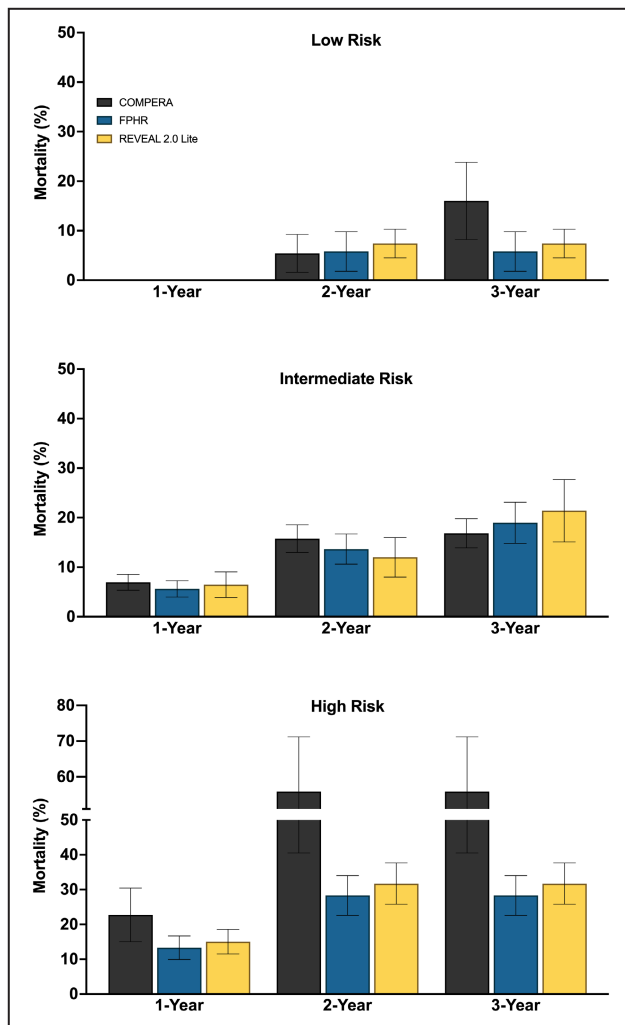 Low Risk
Mortality (%)
50
40
30
20
10
0
COMPERA
FPHR
REVEAL 2.0 Lite
1-Year 2-Year 3-Year
Intermediate Risk
Mortality (%)
50
40
30
20
10
0
1-Year 2-Year 3-Year
High Risk
Mortality (%)
80
70
60
50
40
30
20
10
0
1-Year 2-Year 3-Year